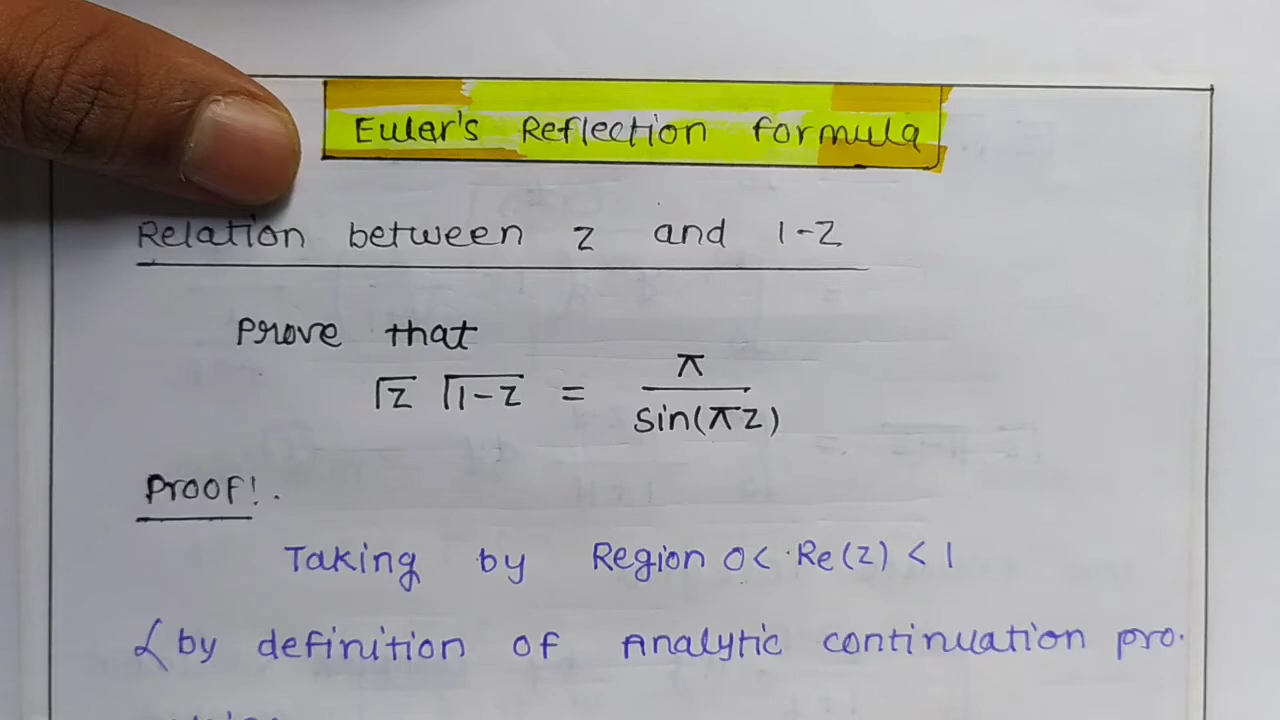 Euler's Reflection formula
Relation between z and 1-z
Prove that
Γz Γ1-z = π / sin(πz)
Proof!.
Taking by Region 0< Re(z) < 1
& by definition of Analytic continuation pro.